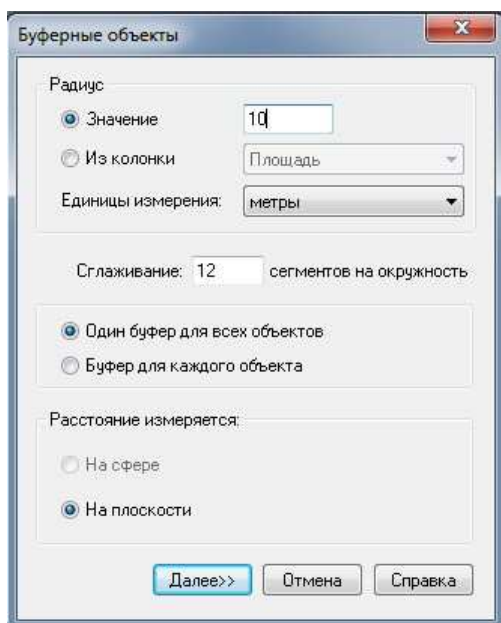 Буферные объекты
Радиус
Значение 10
Из колонки Площадь
Единицы измерения: метры
Сглаживание: 12 сегментов на окружность
Один буфер для всех объектов
Буфер для каждого объекта
Расстояние измеряется:
На сфере
На плоскости
Далее>> Отмена Справка